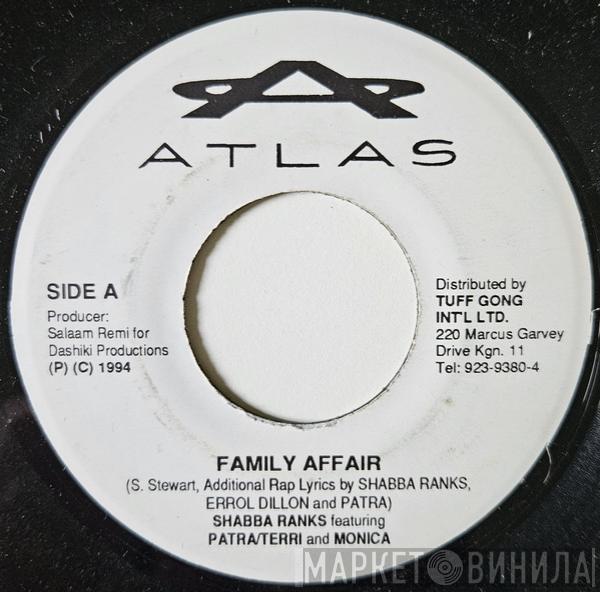 ATLAS
SIDE A
Producer:
Salaam Remi for
Dashiki Productions
(P) (C) 1994
Distributed by
TUFF GONG
INT'L LTD.
220 Marcus Garvey
Drive Kgn. 11
Tel: 923-9380-4
FAMILY AFFAIR
(S. Stewart, Additional Rap Lyrics by SHABBA RANKS,
ERROL DILLON and PATRA)
SHABBA RANKS featuring
PATRA/TERRI and MONICA
МАРКЕТ ВИНИЛА